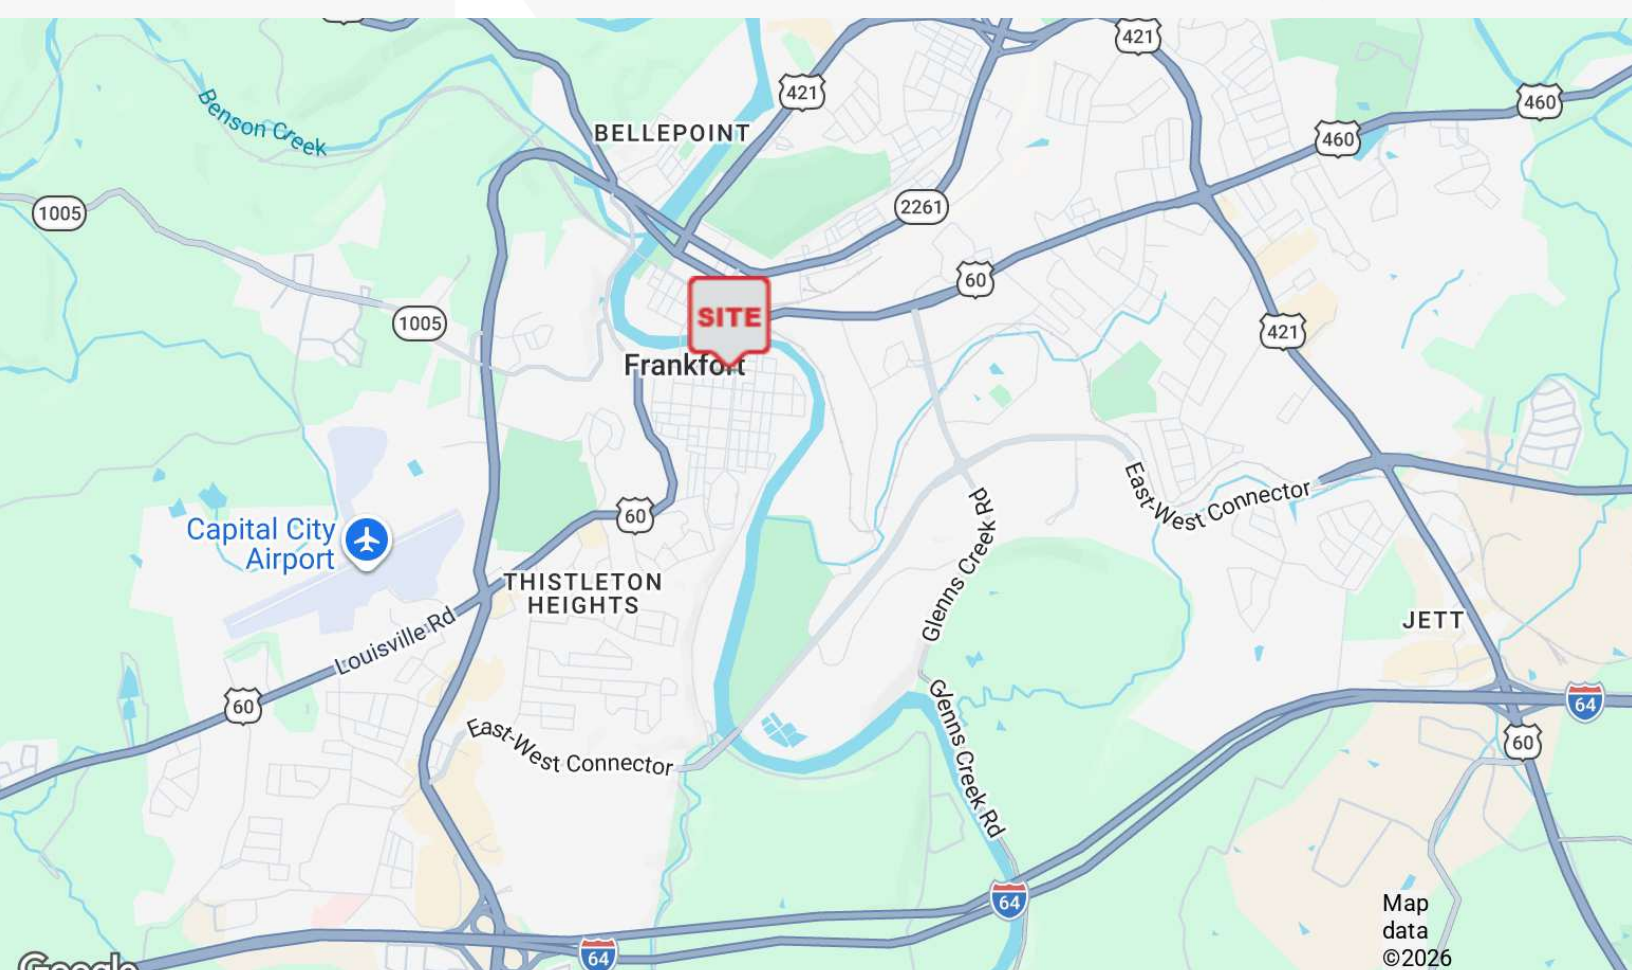 421
421
460
Benson Creek
BELLEPOINT
460
1005
2261
60
SITE
1005
421
Frankfort
East-West Connector
60
Glenns Creek Rd
Capital City
Airport
THISTLETON
HEIGHTS
JETT
Louisville Rd
60
Glenns Creek Rd
64
60
East-West Connector
64
Map
data
©2026
64
Google